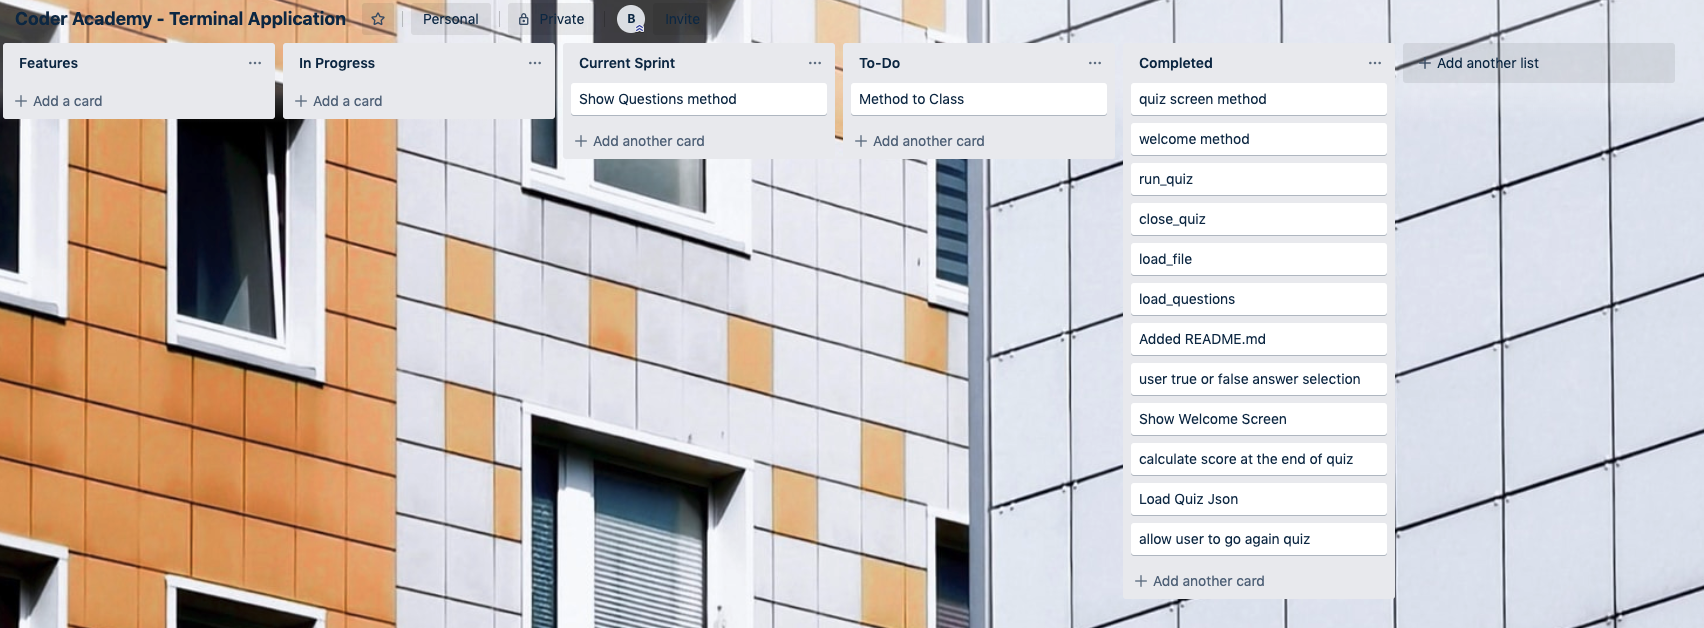 Coder Academy - Terminal Application
Personal
Private
B
Invite
Features
Add a card
In Progress
Add a card
Current Sprint
Show Questions method
Add another card
To-Do
Method to Class
Add another card
Completed
quiz screen method
welcome method
run_quiz
close_quiz
load_file
load_questions
Added README.md
user true or false answer selection
Show Welcome Screen
calculate score at the end of quiz
Load Quiz Json
allow user to go again quiz
Add another card
Add another list